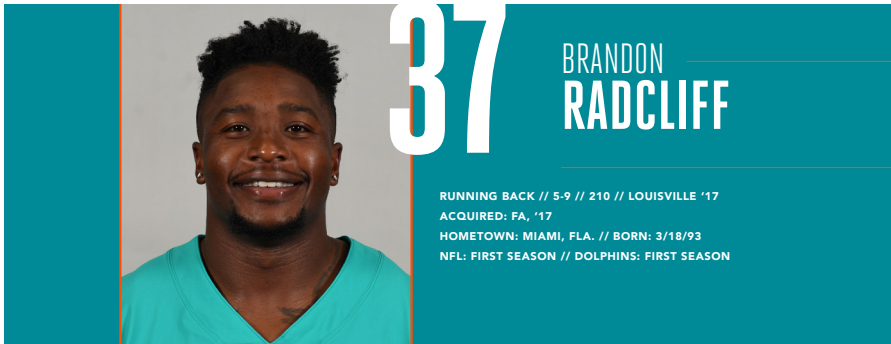 37
BRANDON
RADCLIFF
RUNNING BACK // 5-9 // 210 // LOUISVILLE ’17
ACQUIRED: FA, ‘17
HOMETOWN: MIAMI, FLA. // BORN: 3/18/93
NFL: FIRST SEASON // DOLPHINS: FIRST SEASON